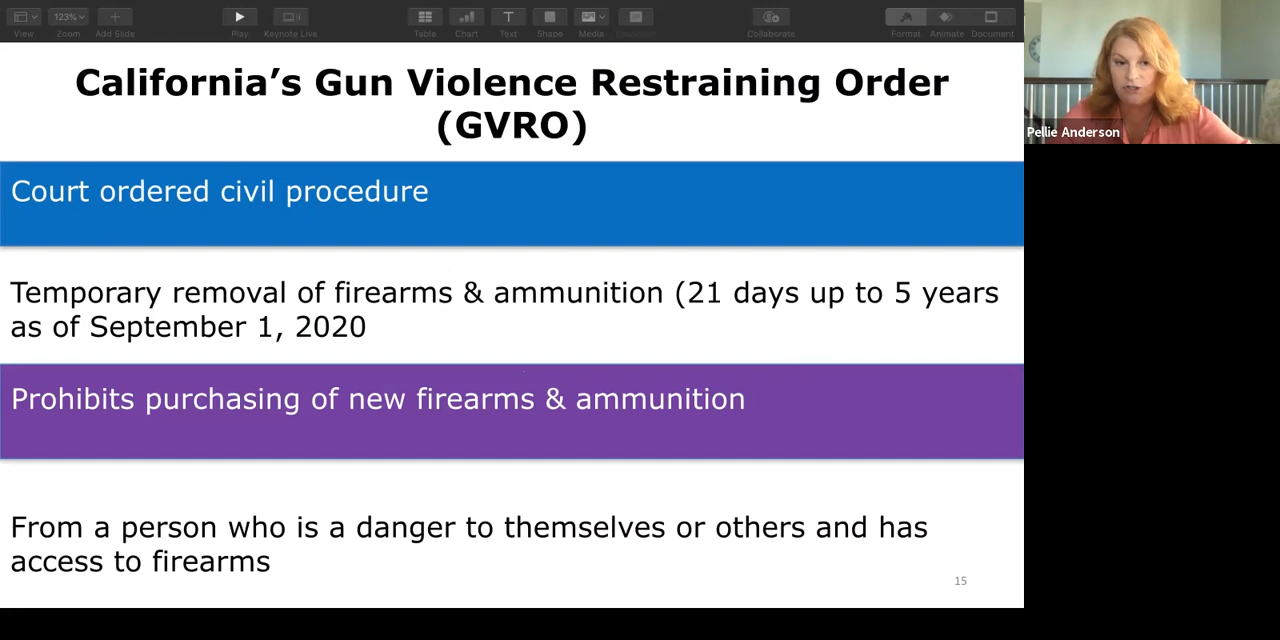 123%
View
Zoom
Add Slide
Play
Keynote Live
Table
Chart
Text
Shape
Media
Comment
Collaborate
Format
Animate
Document
California’s Gun Violence Restraining Order
(GVRO)
Pellie Anderson
Court ordered civil procedure
Temporary removal of firearms & ammunition (21 days up to 5 years
as of September 1, 2020
Prohibits purchasing of new firearms & ammunition
From a person who is a danger to themselves or others and has
access to firearms
15